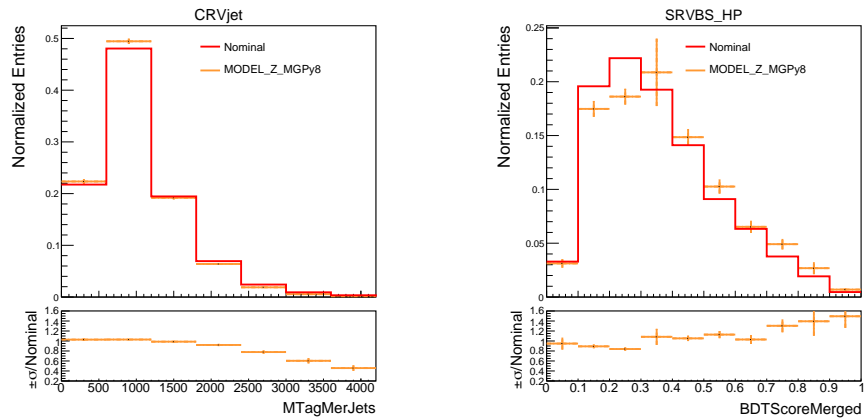 CRVjet
Normalized Entries
0.5
0.4
0.3
0.2
0.1
0
Nominal
MODEL_Z_MGPy8
±σ/Nominal
1.6
1.4
1.2
1
0.8
0.6
0.4
0.2
0 500 1000 1500 2000 2500 3000 3500 4000
MTagMerJets
SRVBS_HP
Normalized Entries
0.25
0.2
0.15
0.1
0.05
0
Nominal
MODEL_Z_MGPy8
±σ/Nominal
1.6
1.4
1.2
1
0.8
0.6
0.4
0.2
0 0.1 0.2 0.3 0.4 0.5 0.6 0.7 0.8 0.9 1
BDTScoreMerged